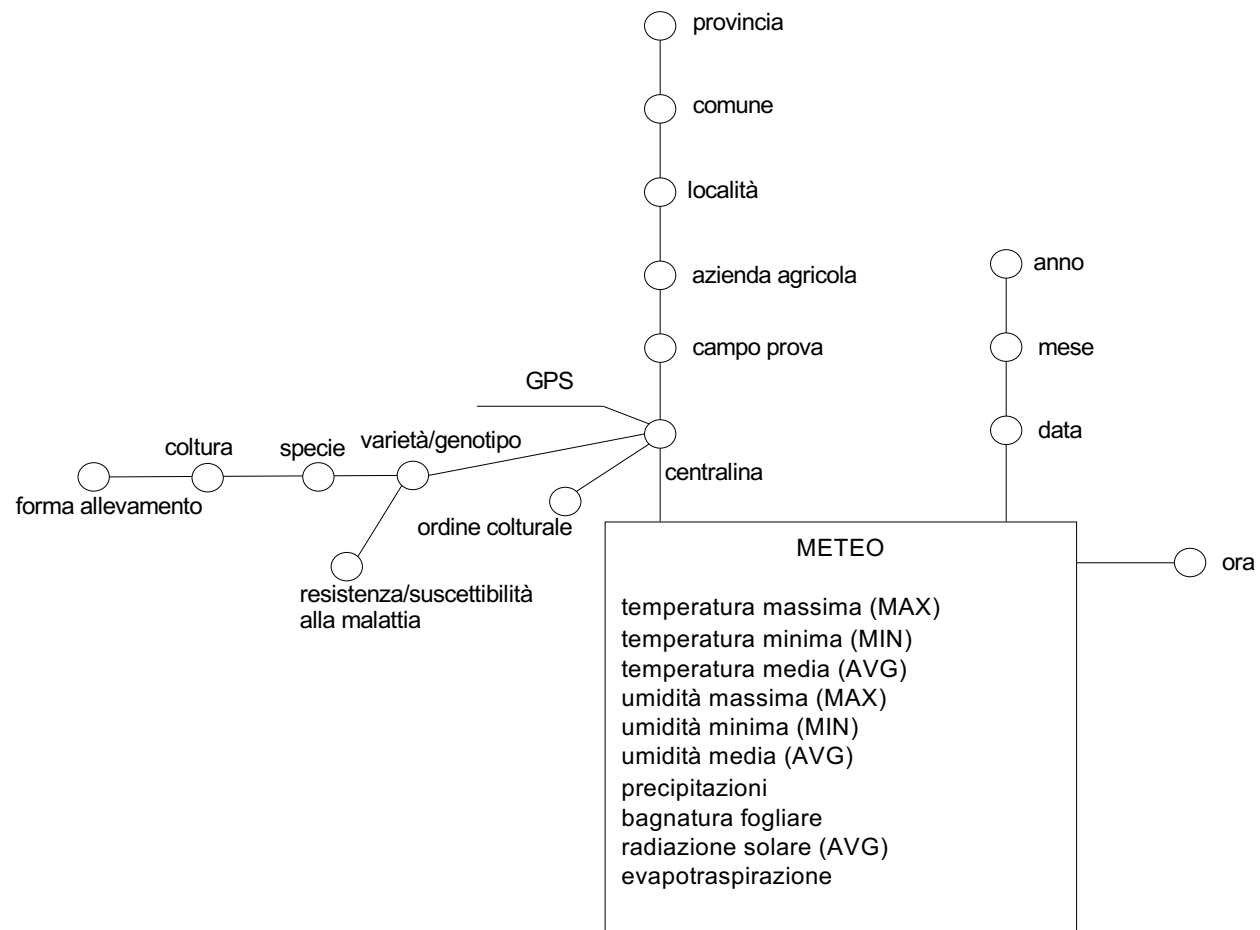 provincia
comune
località
azienda agricola
campo prova
anno
mese
data
GPS
centralina
varietà/genotipo
specie
coltura
forma allevamento
ordine colturale
resistenza/suscettibilità
alla malattia
ora
METEO
temperatura massima (MAX)
temperatura minima (MIN)
temperatura media (AVG)
umidità massima (MAX)
umidità minima (MIN)
umidità media (AVG)
precipitazioni
bagnatura fogliare
radiazione solare (AVG)
evapotraspirazione